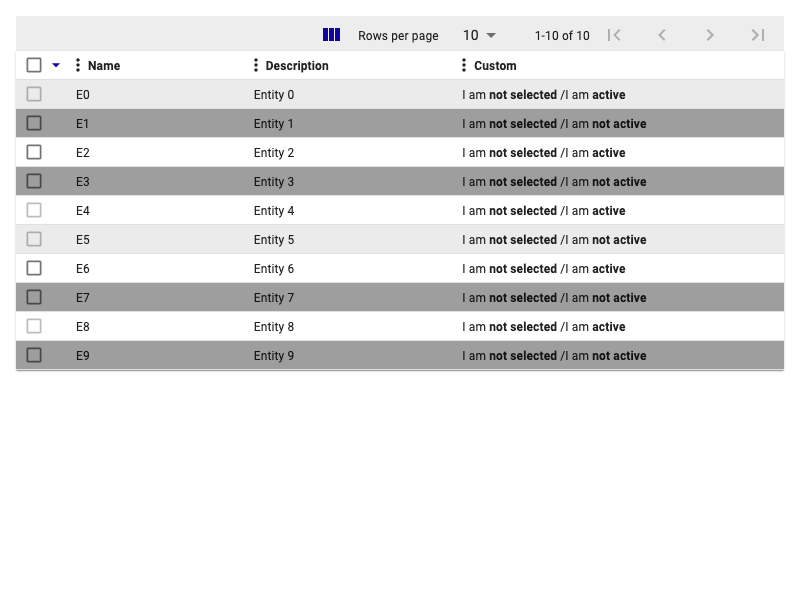 Rows per page 10 1-10 of 10
Name Description Custom
E0 Entity 0 I am not selected /I am active
E1 Entity 1 I am not selected /I am not active
E2 Entity 2 I am not selected /I am active
E3 Entity 3 I am not selected /I am not active
E4 Entity 4 I am not selected /I am active
E5 Entity 5 I am not selected /I am not active
E6 Entity 6 I am not selected /I am active
E7 Entity 7 I am not selected /I am not active
E8 Entity 8 I am not selected /I am active
E9 Entity 9 I am not selected /I am not active